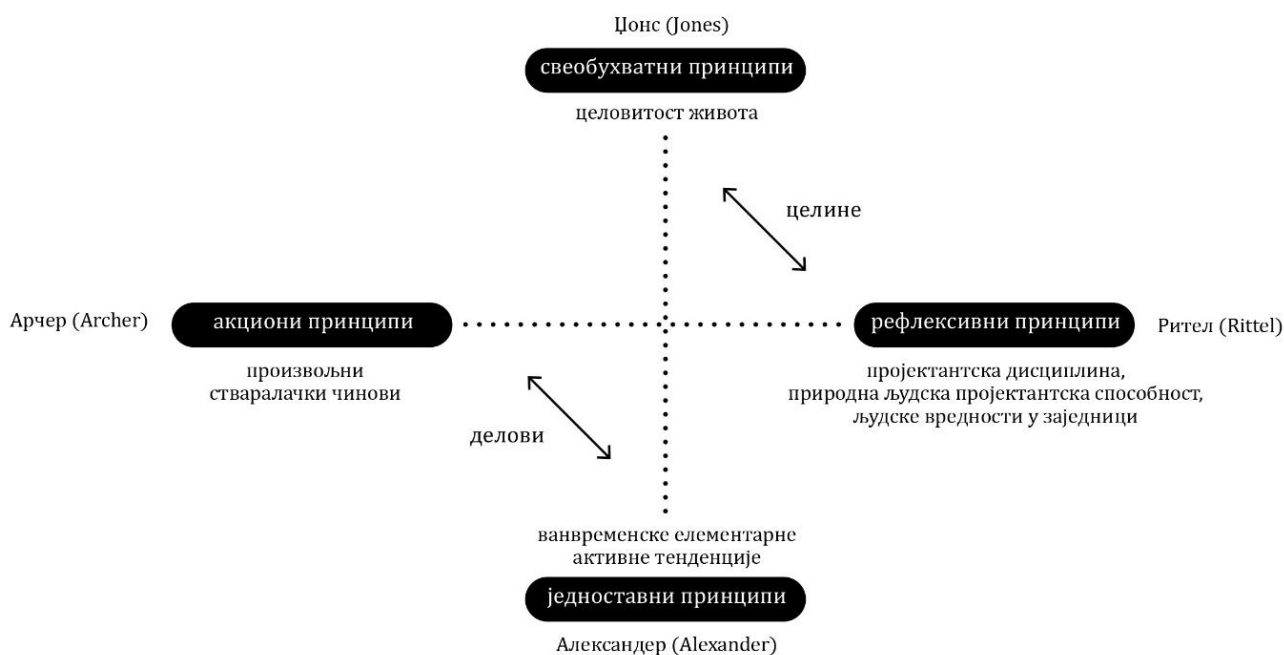 Џонс (Jones)
свеобухватни принципи
целовитост живота
целине
Арчер (Archer)
акциони принципи
рефлексивни принципи
Рител (Rittel)
произвољни
стваралачки чинови
пројектантска дисциплина,
природна људска пројектантска способност,
људске вредности у заједници
делови
ванвременске елементарне
активне тенденције
једноставни принципи
Александер (Alexander)